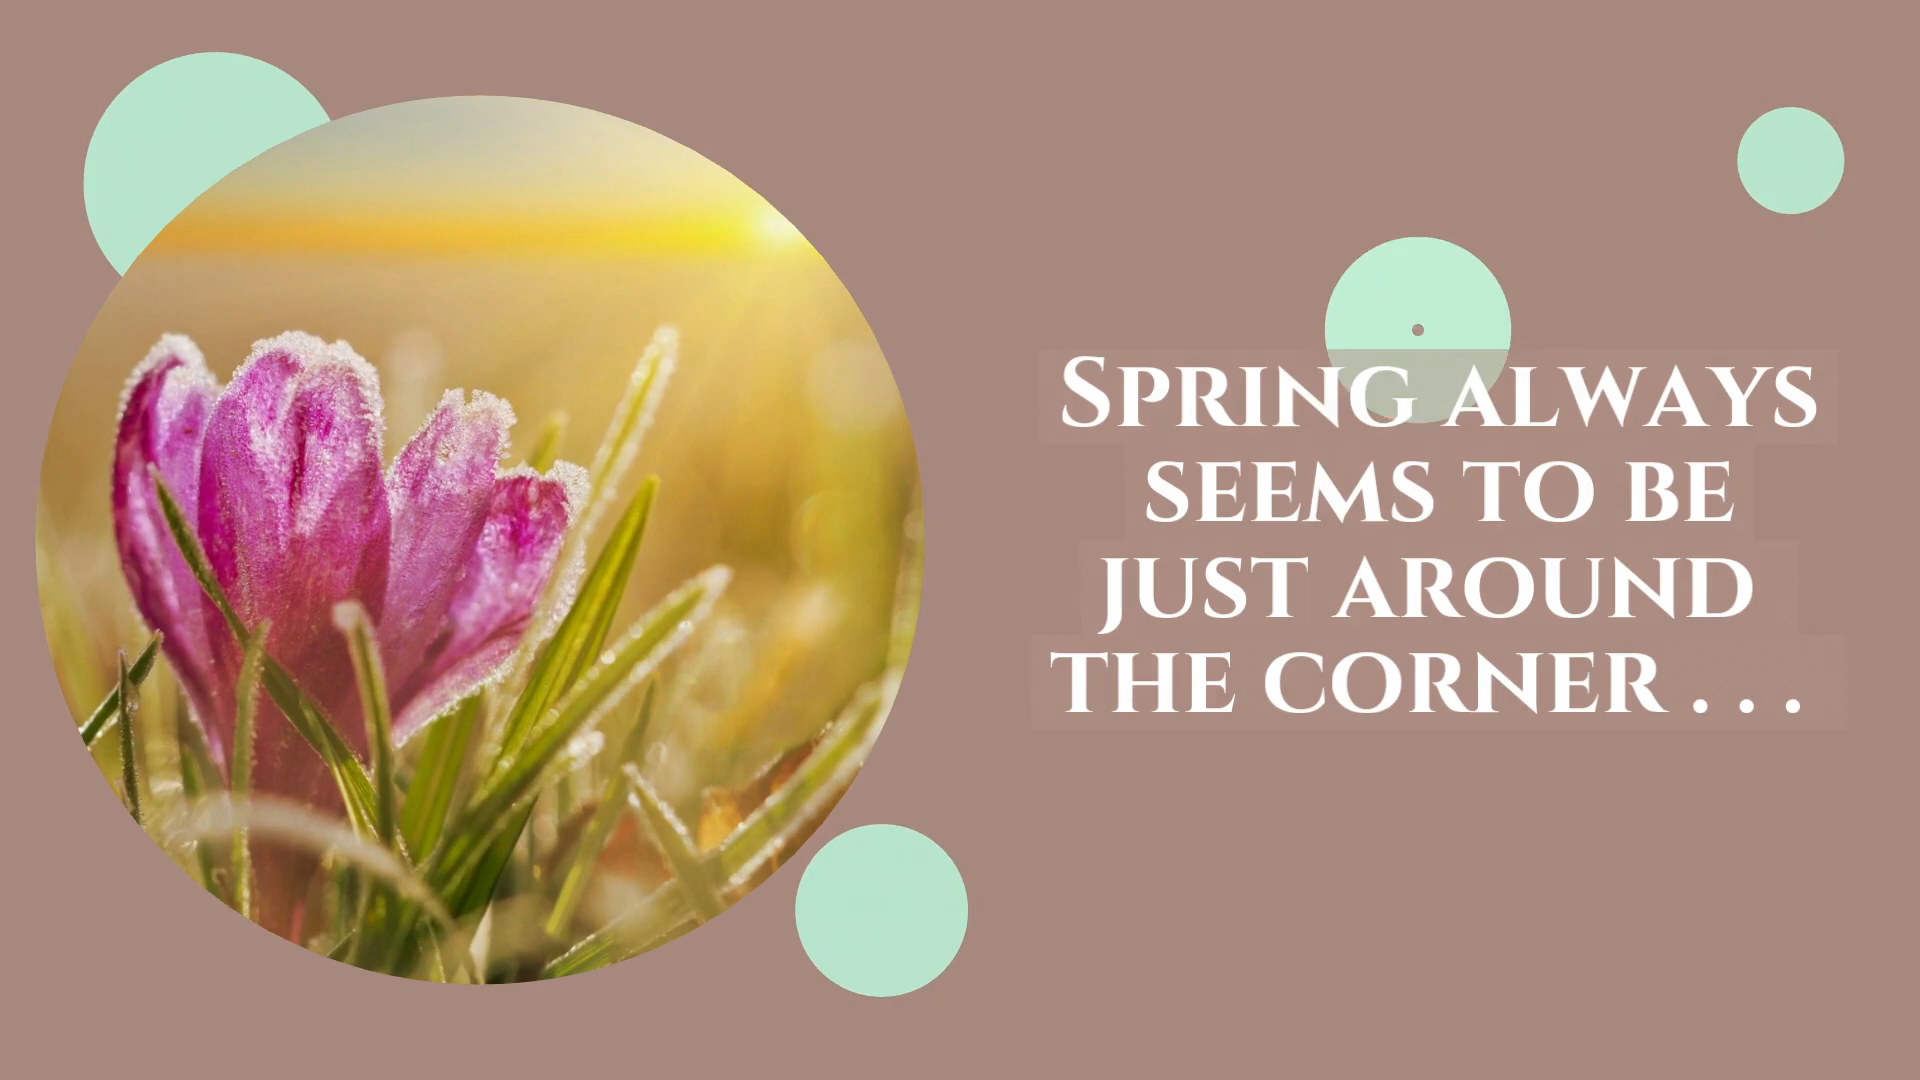 Spring always
seems to be
just around
the corner . . .